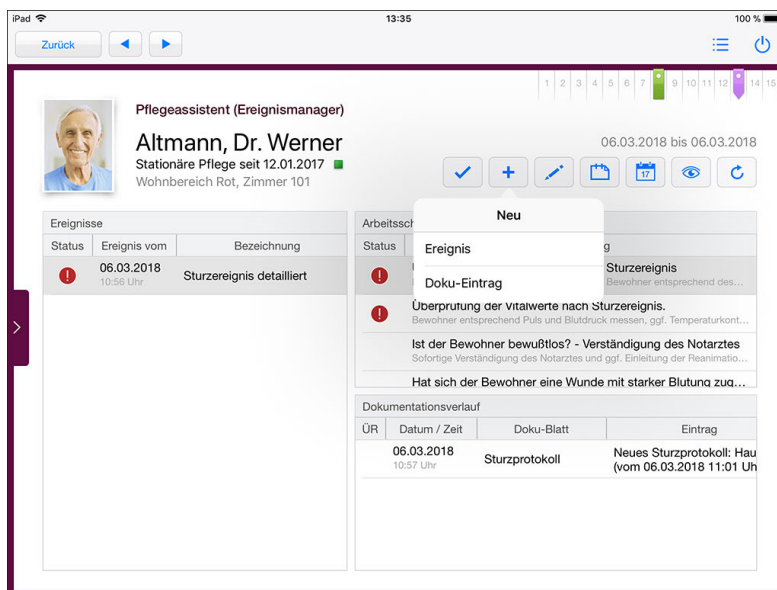 iPad 13:35 100 %
Zurück
1 2 3 4 5 6 7 9 10 11 12 14 15
Pflegeassistent (Ereignismanager)
Altmann, Dr. Werner
06.03.2018 bis 06.03.2018
Stationäre Pflege seit 12.01.2017
Wohnbereich Rot, Zimmer 101
17
Neu
Ereignis
Doku-Eintrag
Ereignisse
Status Ereignis vom Bezeichnung
06.03.2018
10:56 Uhr
Sturzereignis detailliert
Arbeitssch
Status g
Sturzereignis
Bewohner entsprechend des...
Überprüfung der Vitalwerte nach Sturzereignis.
Bewohner entsprechend Puls und Blutdruck messen, ggf. Temperaturkont...
Ist der Bewohner bewußtlos? - Verständigung des Notarztes
Sofortige Verständigung des Notarztes und ggf. Einleitung der Reanimatio...
Hat sich der Bewohner eine Wunde mit starker Blutung zug...
Dokumentationsverlauf
ÜR Datum / Zeit Doku-Blatt Eintrag
06.03.2018
10:57 Uhr
Sturzprotokoll
Neues Sturzprotokoll: Hau
(vom 06.03.2018 11:01 Uh